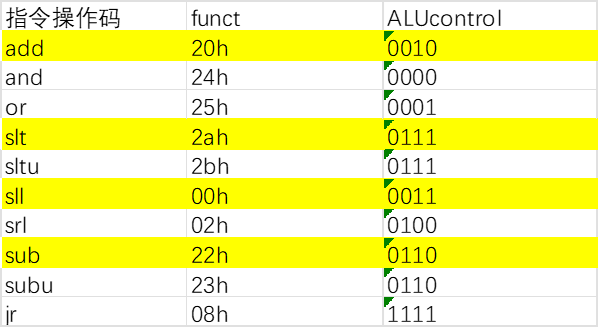 指令操作码 funct ALUcontrol
add 20h 0010
and 24h 0000
or 25h 0001
slt 2ah 0111
sltu 2bh 0111
sll 00h 0011
srl 02h 0100
sub 22h 0110
subu 23h 0110
jr 08h 1111